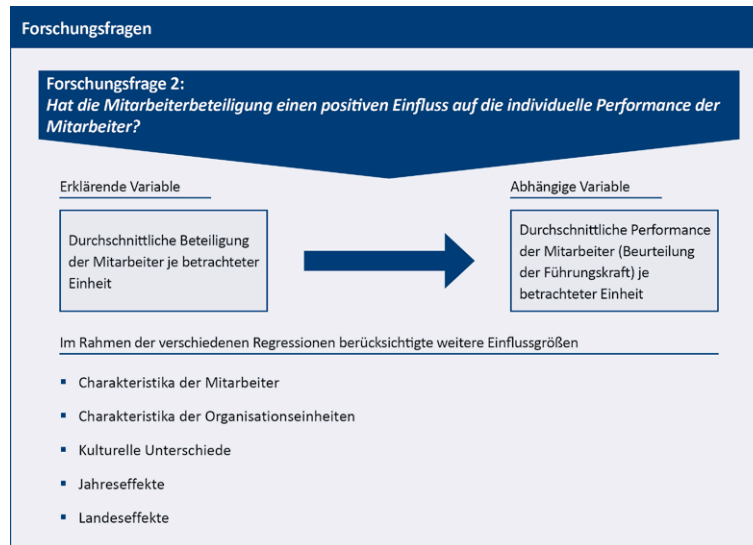 Forschungsfragen
Forschungsfrage 2:
Hat die Mitarbeiterbeteiligung einen positiven Einfluss auf die individuelle Performance der
Mitarbeiter?
Erklärende Variable
Durchschnittliche Beteiligung
der Mitarbeiter je betrachteter
Einheit
Abhängige Variable
Durchschnittliche Performance
der Mitarbeiter (Beurteilung
der Führungskraft) je
betrachteter Einheit
Im Rahmen der verschiedenen Regressionen berücksichtigte weitere Einflussgrößen
▪ Charakteristika der Mitarbeiter
▪ Charakteristika der Organisationseinheiten
▪ Kulturelle Unterschiede
▪ Jahreseffekte
▪ Landeseffekte